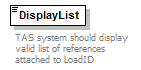 DisplayList
TAS system should display
valid list of references
attached to LoadID